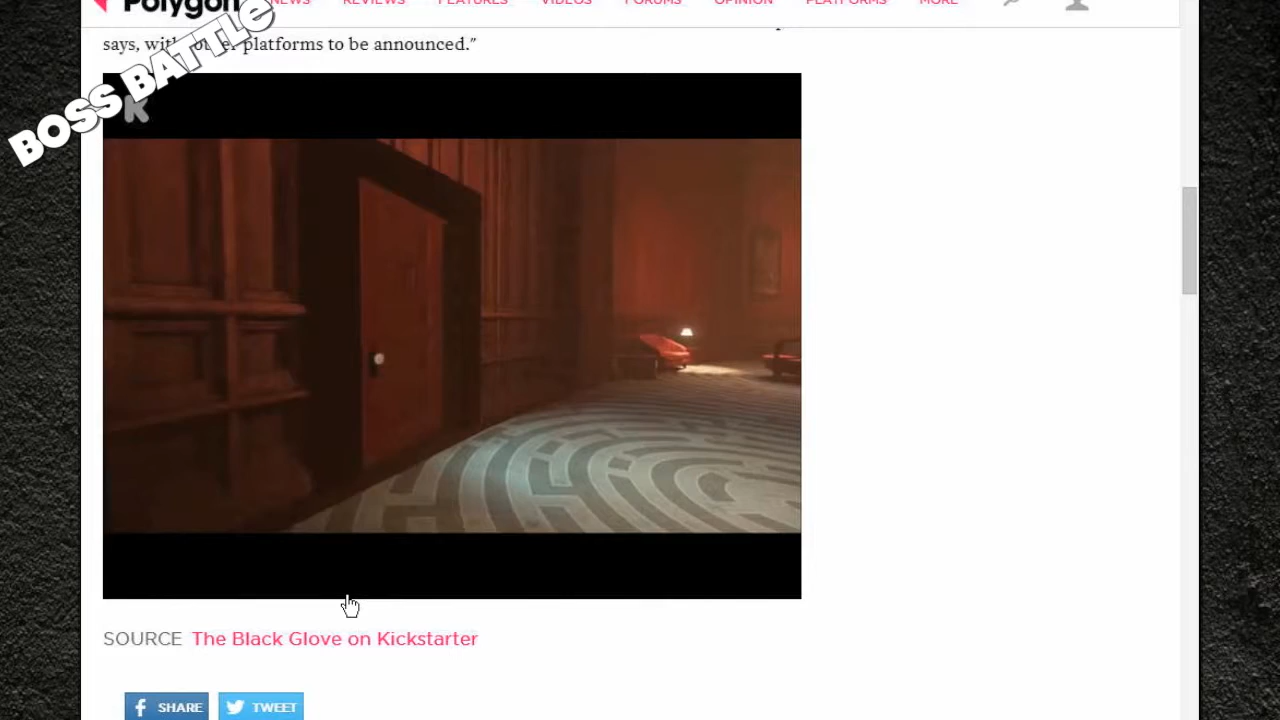 Polygon
NEWS REVIEWS FEATURES VIDEOS FORUMS OPINION PLATFORMS MORE
BOSS BATTLE
says, with other platforms to be announced."
K
SOURCE The Black Glove on Kickstarter
SHARE TWEET